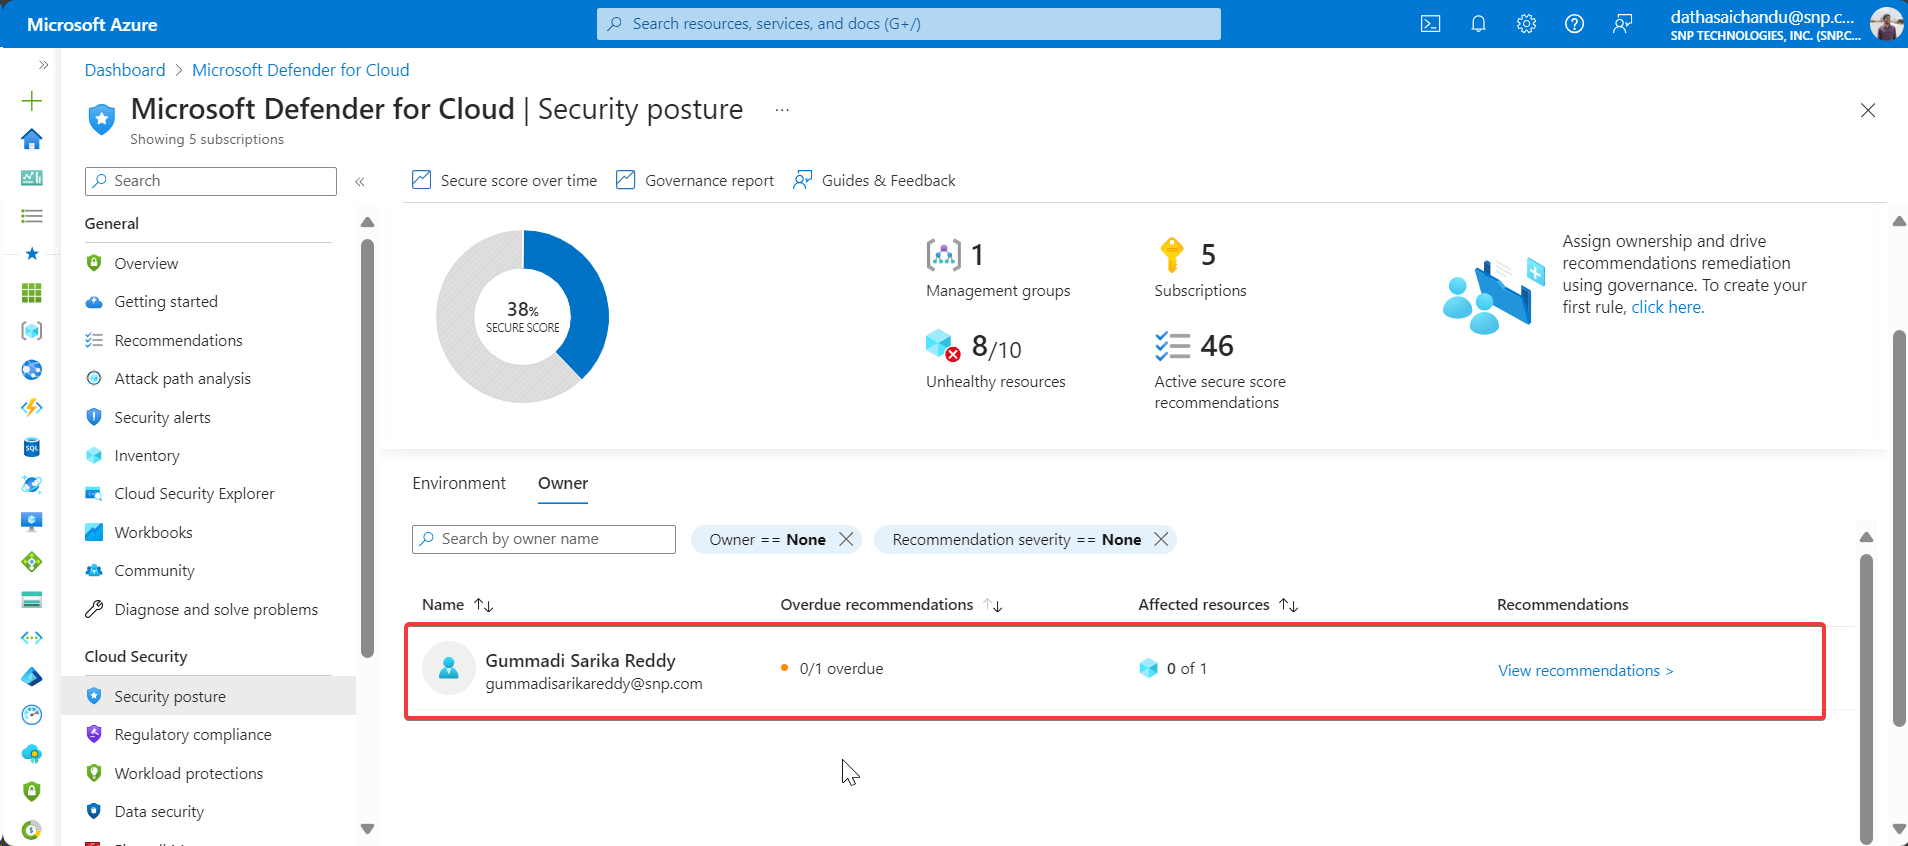 Microsoft Azure
Search resources, services, and docs (G+/)
dathasaichandu@snp.c...
SNP TECHNOLOGIES, INC. (SNP.C...
Dashboard > Microsoft Defender for Cloud
Microsoft Defender for Cloud | Security posture ...
Showing 5 subscriptions
Search
General
Overview
Getting started
Recommendations
Attack path analysis
Security alerts
Inventory
Cloud Security Explorer
Workbooks
Community
Diagnose and solve problems
Cloud Security
Security posture
Regulatory compliance
Workload protections
Data security
Secure score over time
Governance report
Guides & Feedback
38%
SECURE SCORE
1
Management groups
5
Subscriptions
8/10
Unhealthy resources
46
Active secure score
recommendations
Assign ownership and drive
recommendations remediation
using governance. To create your
first rule, click here.
Environment
Owner
Search by owner name
Owner == None
Recommendation severity == None
Name
Overdue recommendations
Affected resources
Recommendations
Gummadi Sarika Reddy
gummadisarikareddy@snp.com
0/1 overdue
0 of 1
View recommendations >
SQL